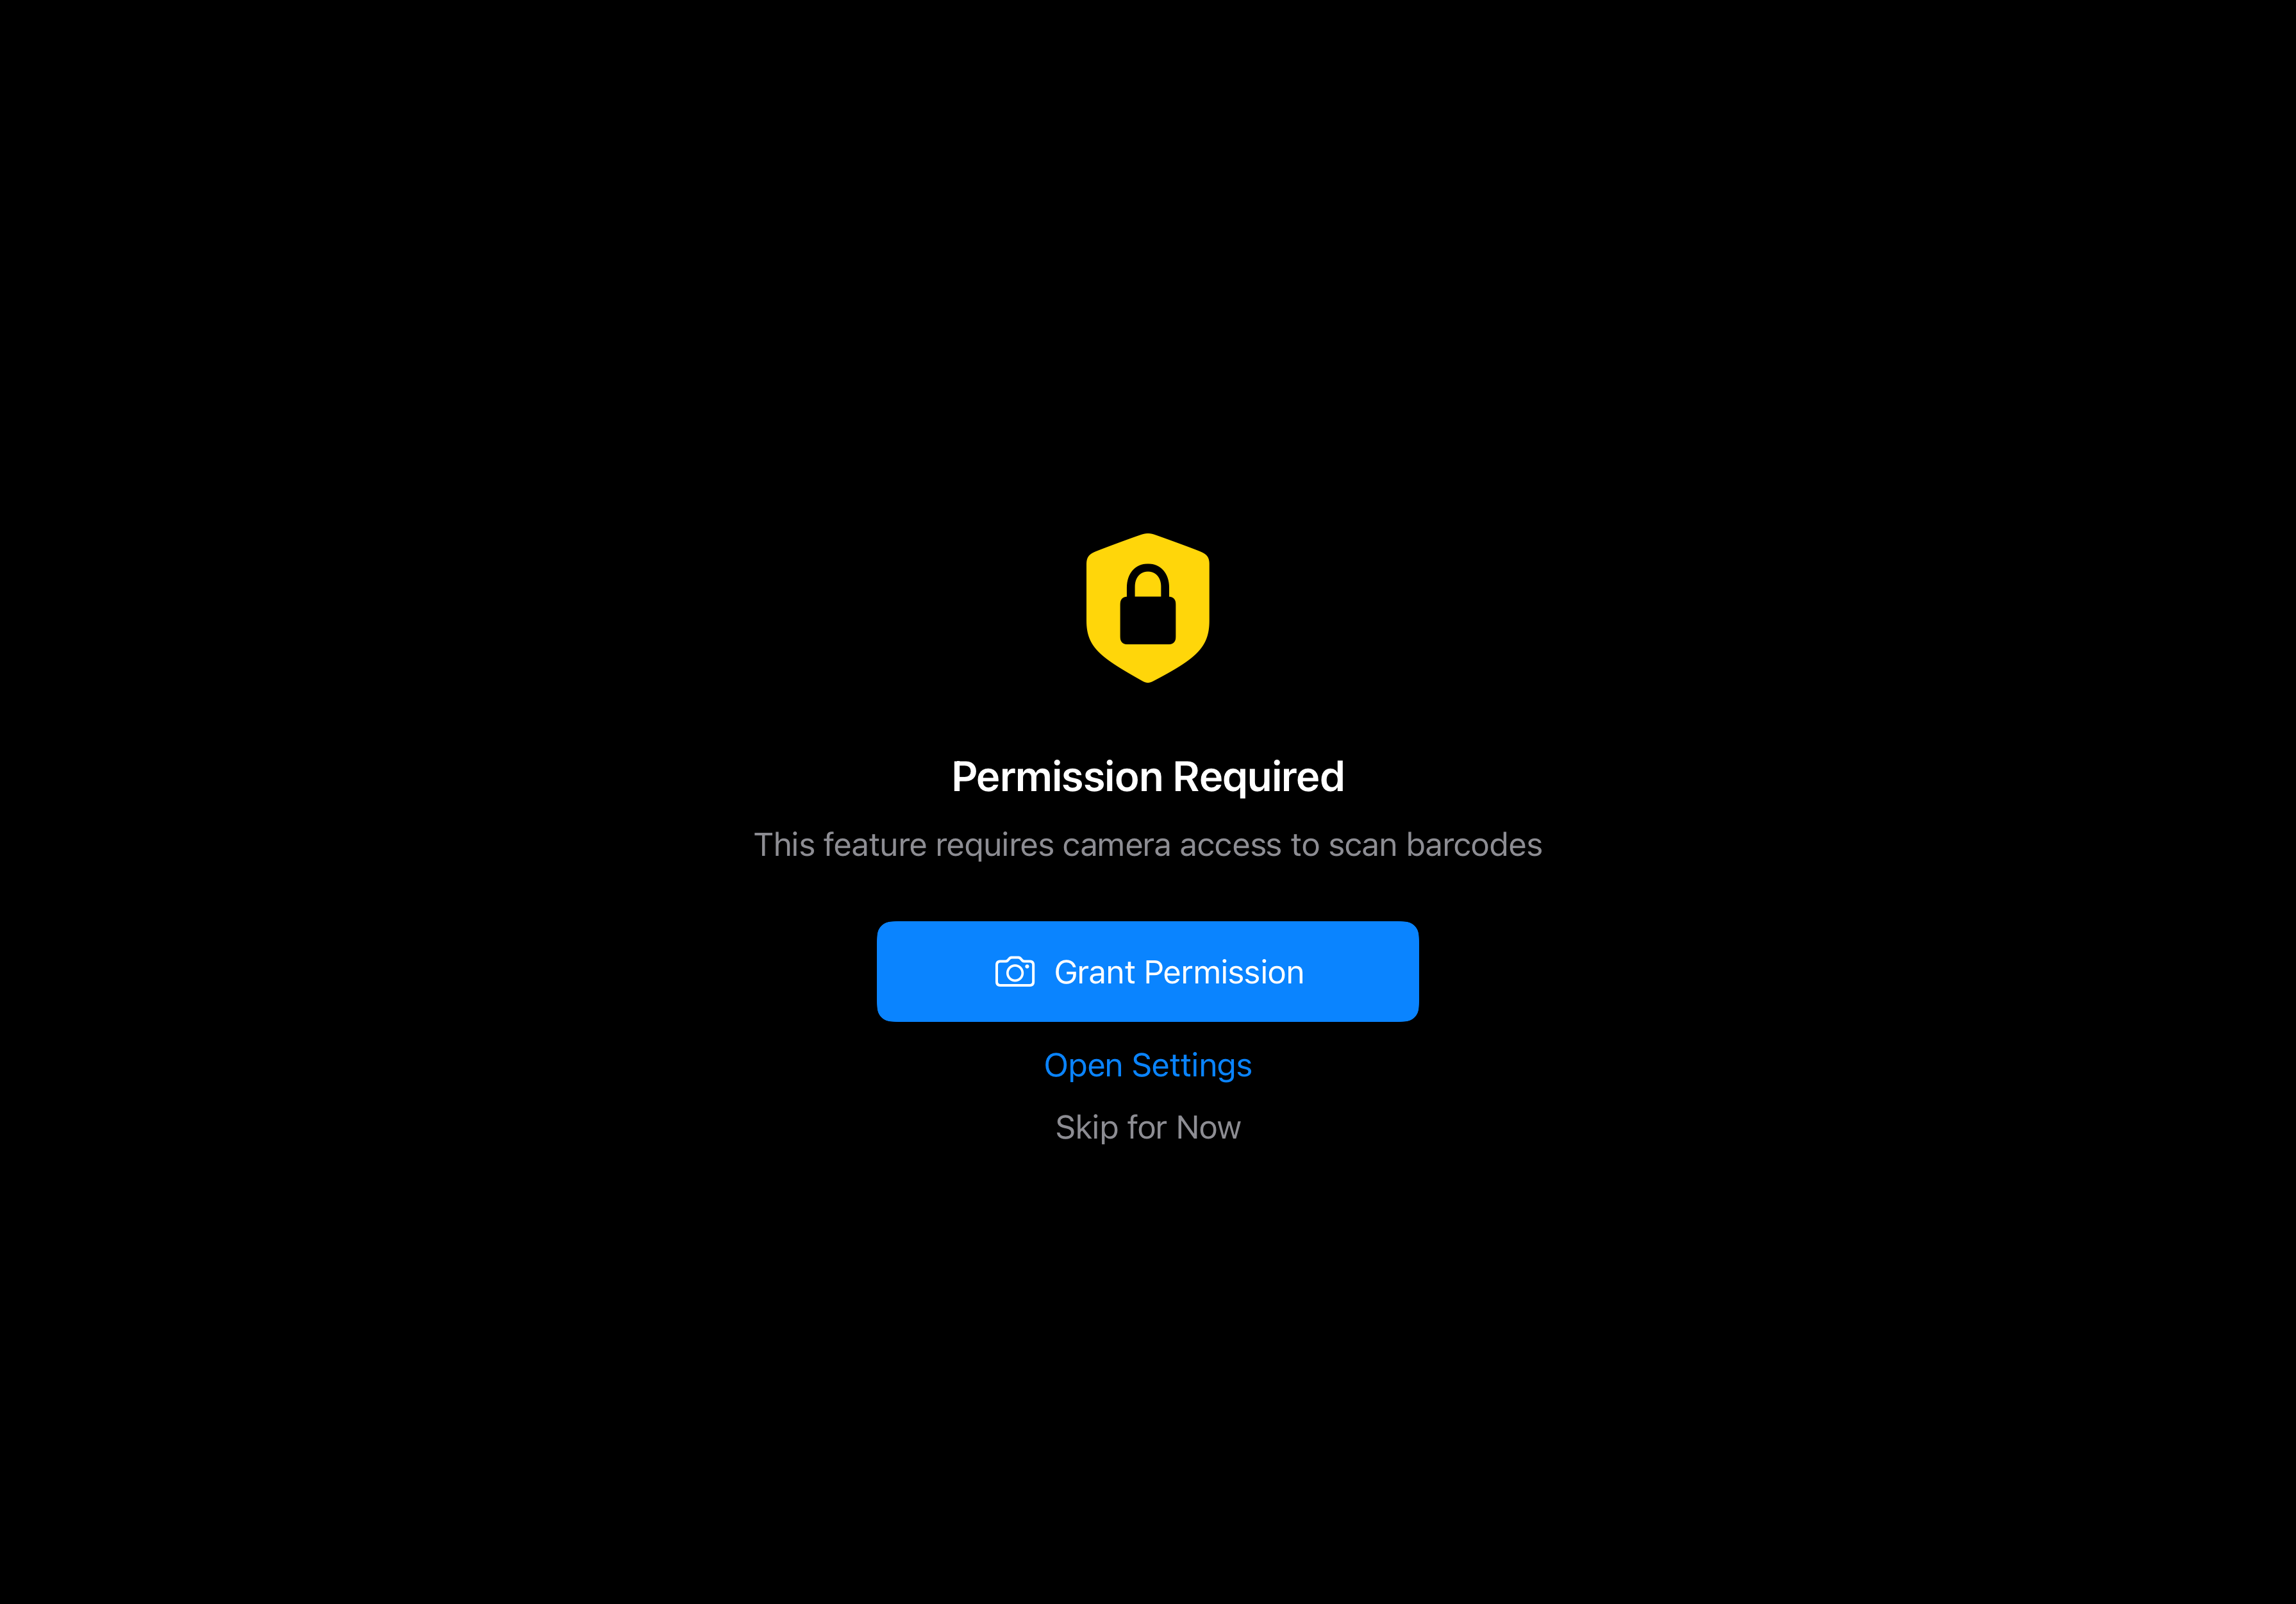 Permission Required
This feature requires camera access to scan barcodes
Grant Permission
Open Settings
Skip for Now